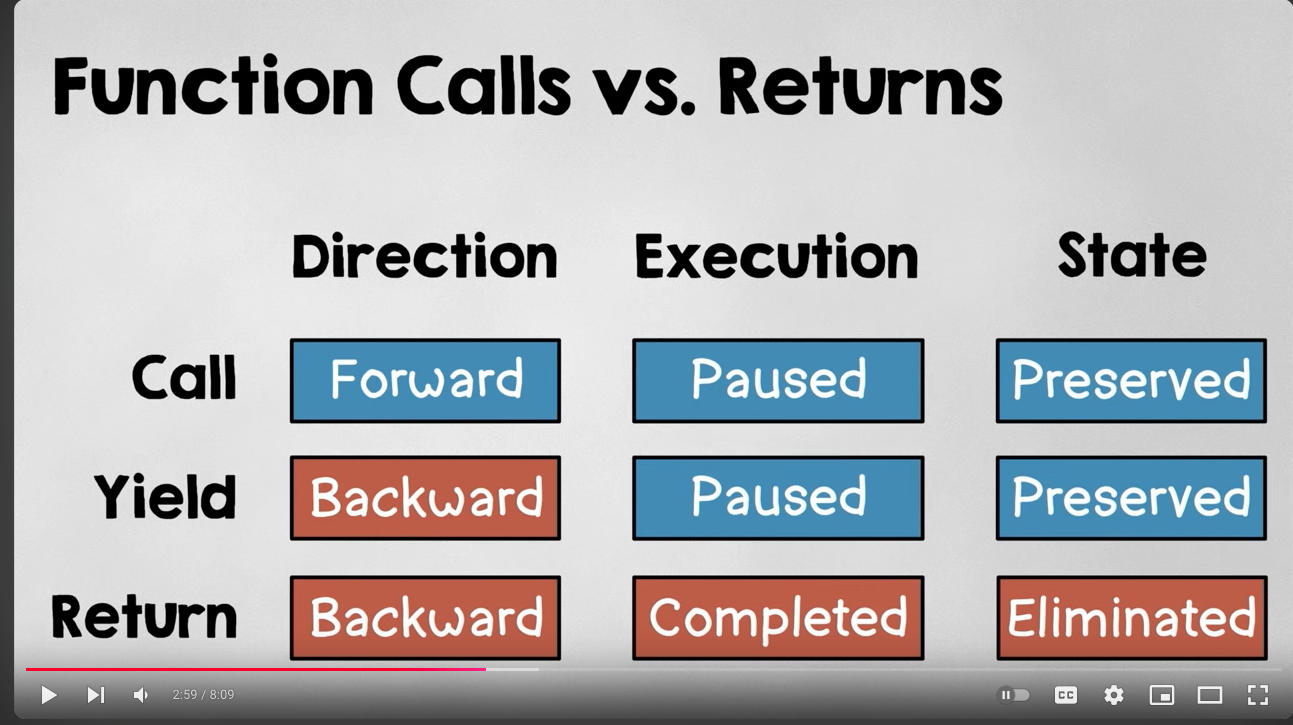 Function Calls vs. Returns
Direction Execution State
Call Forward Paused Preserved
Yield Backward Paused Preserved
Return Backward Completed Eliminated
2:59 / 8:09 CC